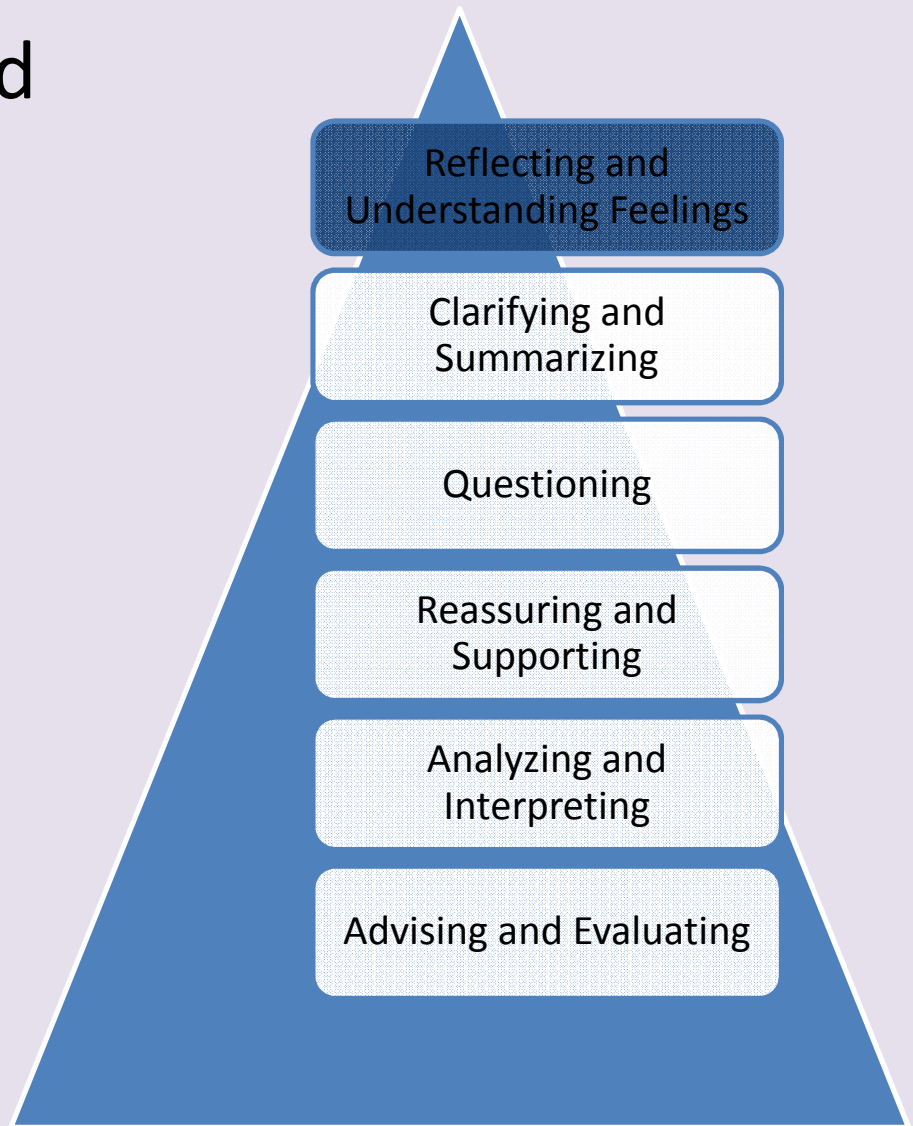 d
Reflecting and
Understanding Feelings
Clarifying and
Summarizing
Questioning
Reassuring and
Supporting
Analyzing and
Interpreting
Advising and Evaluating